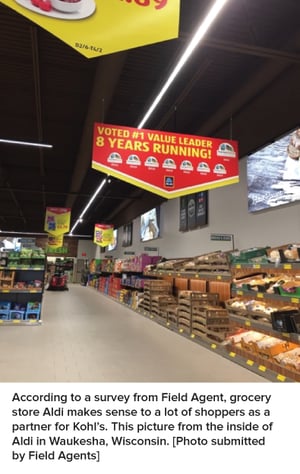 VOTED #1 VALUE LEADER
8 YEARS RUNNING!
According to a survey from Field Agent, grocery
store Aldi makes sense to a lot of shoppers as a
partner for Kohl's. This picture from the inside of
Aldi in Waukesha, Wisconsin. [Photo submitted
by Field Agents]